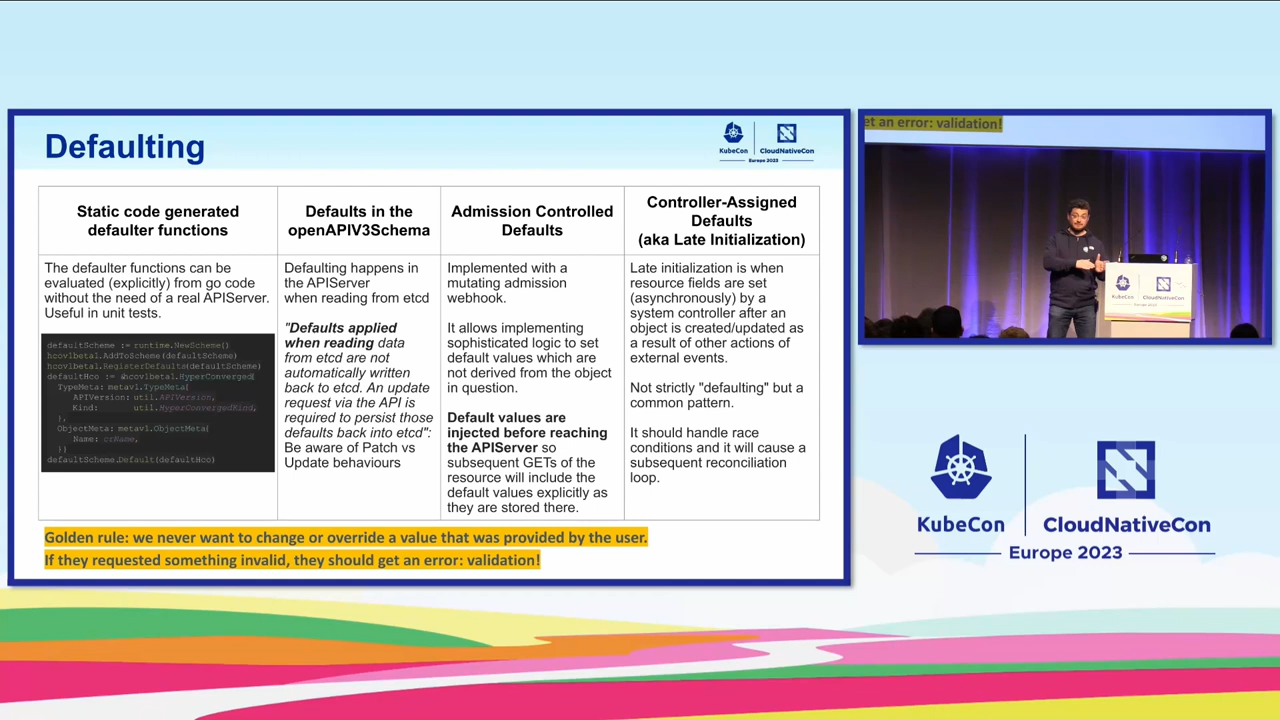 Defaulting
KubeCon
CloudNativeCon
Europe 2023
Static code generated
defaulter functions
The defaulter functions can be
evaluated (explicitly) from go code
without the need of a real APIServer.
Useful in unit tests.
defaultScheme := runtime.NewScheme()
hcov1beta1.AddToScheme(defaultScheme)
hcov1beta1.RegisterDefaults(defaultScheme)
defaultHco := &hcov1beta1.HyperConverged{
TypeMeta: metav1.TypeMeta{
APIVersion: util.APIVersion,
Kind: util.HyperConvergedKind,
},
ObjectMeta: metav1.ObjectMeta{
Name: crName,
}}
defaultScheme.Default(defaultHco)
Defaults in the
openAPIV3Schema
Defaulting happens in
the APIServer
when reading from etcd
"Defaults applied
when reading data
from etcd are not
automatically written
back to etcd. An update
request via the API is
required to persist those
defaults back into etcd":
Be aware of Patch vs
Update behaviours
Admission Controlled
Defaults
Implemented with a
mutating admission
webhook.
It allows implementing
sophisticated logic to set
default values which are
not derived from the object
in question.
Default values are
injected before reaching
the APIServer so
subsequent GETs of the
resource will include the
default values explicitly as
they are stored there.
Controller-Assigned
Defaults
(aka Late Initialization)
Late initialization is when
resource fields are set
(asynchronously) by a
system controller after an
object is created/updated as
a result of other actions of
external events.
Not strictly "defaulting" but a
common pattern.
It should handle race
conditions and it will cause a
subsequent reconciliation
loop.
Golden rule: we never want to change or override a value that was provided by the user.
If they requested something invalid, they should get an error: validation!
et an error: validation!
KubeCon
CloudNativeCon
KubeCon
CloudNativeCon
Europe 2023